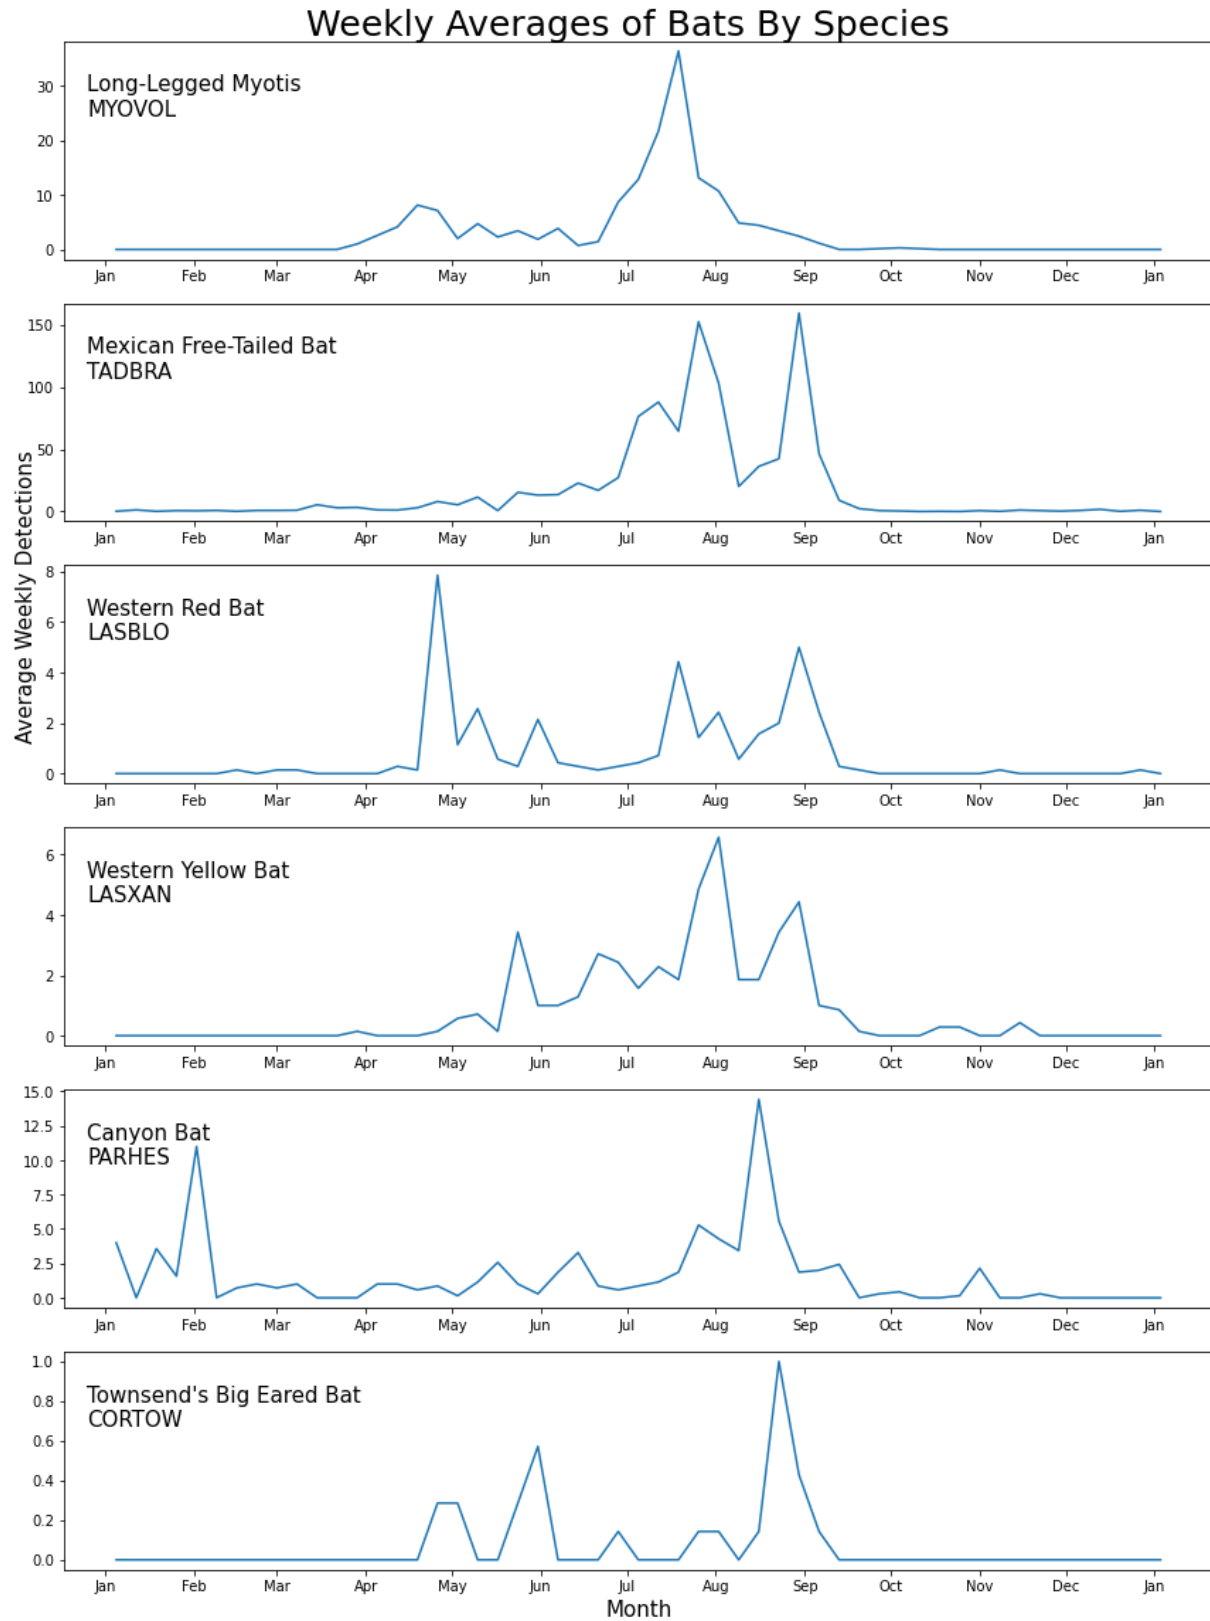 Weekly Averages of Bats By Species
Long-Legged Myotis
MYOVOL
30
20
10
0
Jan Feb Mar Apr May Jun Jul Aug Sep Oct Nov Dec Jan
Average Weekly Detections
Mexican Free-Tailed Bat
TADBRA
150
100
50
0
Jan Feb Mar Apr May Jun Jul Aug Sep Oct Nov Dec Jan
Western Red Bat
LASBLO
8
6
4
2
0
Jan Feb Mar Apr May Jun Jul Aug Sep Oct Nov Dec Jan
Western Yellow Bat
LASXAN
6
4
2
0
Jan Feb Mar Apr May Jun Jul Aug Sep Oct Nov Dec Jan
Canyon Bat
PARHES
15.0
12.5
10.0
7.5
5.0
2.5
0.0
Jan Feb Mar Apr May Jun Jul Aug Sep Oct Nov Dec Jan
Townsend's Big Eared Bat
CORTOW
1.0
0.8
0.6
0.4
0.2
0.0
Jan Feb Mar Apr May Jun Jul Aug Sep Oct Nov Dec Jan
Month